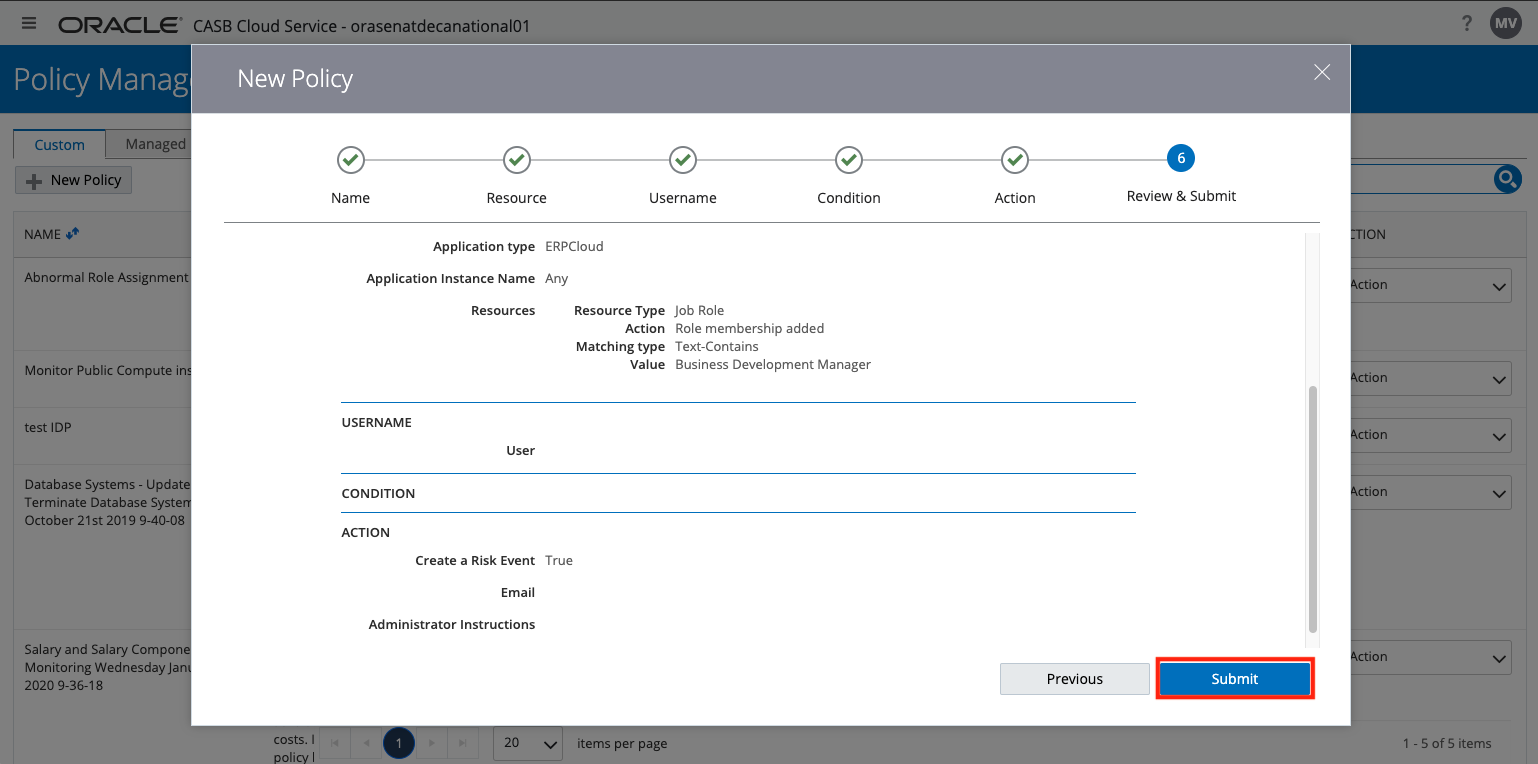 ORACLE CASB Cloud Service - orasenatdecanational01 ? MV
Policy Manag
New Policy
Custom Managed
New Policy
Name Resource Username Condition Action 6 Review & Submit
NAME CTION
Abnormal Role Assignment Action
Monitor Public Compute ins Action
test IDP Action
Database Systems - Update Action
Terminate Database System
October 21st 2019 9-40-08
Salary and Salary Compone Action
Monitoring Wednesday Janu
2020 9-36-18
Application type ERPCloud
Application Instance Name Any
Resources Resource Type Job Role
Action Role membership added
Matching type Text-Contains
Value Business Development Manager
USERNAME
User
CONDITION
ACTION
Create a Risk Event True
Email
Administrator Instructions
Previous Submit
costs. I
policy l
1 20 items per page 1 - 5 of 5 items